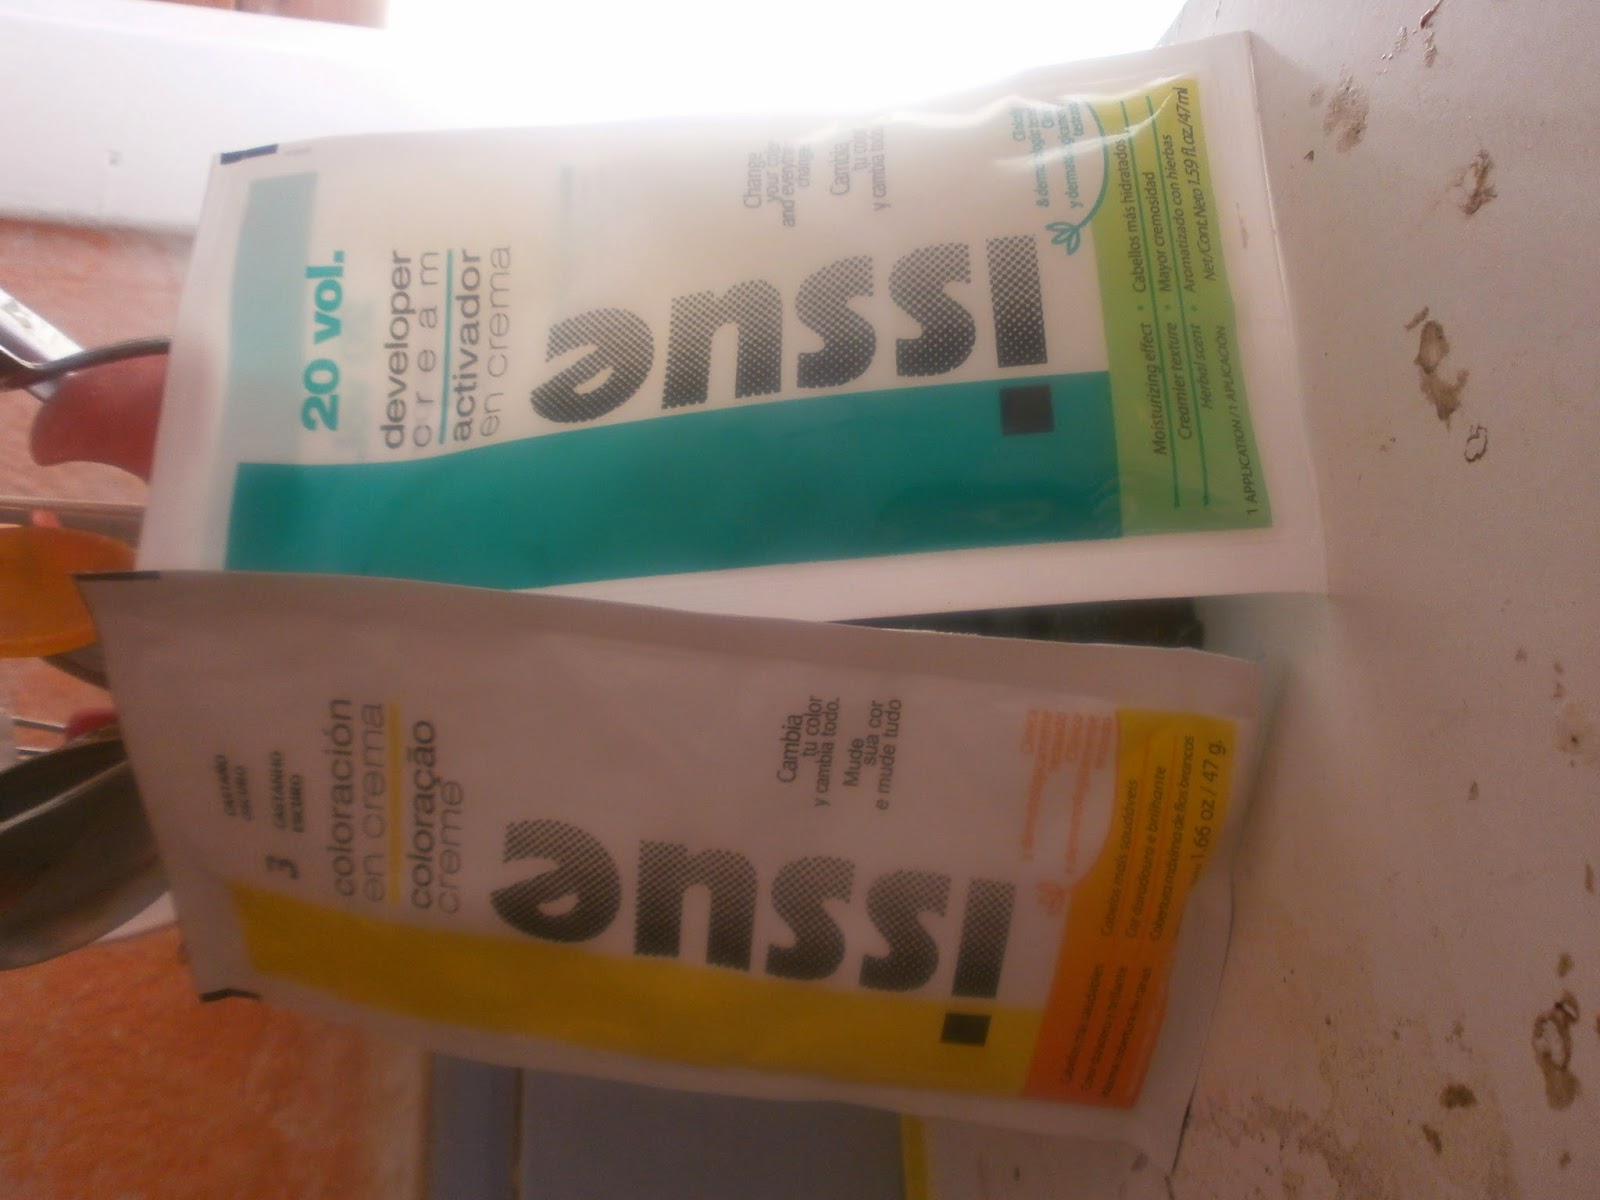 20 vol.
developer
cream
activador
en crema
issue
Change
your color
and everything
changes
Cambia
tu color
y cambia todo.
Moisturizing effect • Cabellos más hidratados
Creamier texture • Mayor cremosidad
Herbal scent • Aromatizado con hierbas
1 APPLICATION / 1 APLICACIÓN
Net/Cont.Neto 1.59 fl.oz/47ml
CASTAÑO
OSCURO
3 CASTANHO
ESCURO
coloración
en crema
coloração
creme
issue
Cambia
tu color
y cambia todo.
Mude
sua cor
e mude tudo
Cabelos mais saudáveis
Cor duradoura e brilhante
Cobertura máxima de fios brancos
1.66 oz / 47 g.